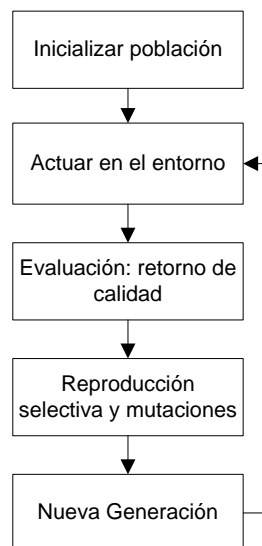 Inicializar población
Actuar en el entorno
Evaluación: retorno de
calidad
Reproducción
selectiva y mutaciones
Nueva Generación